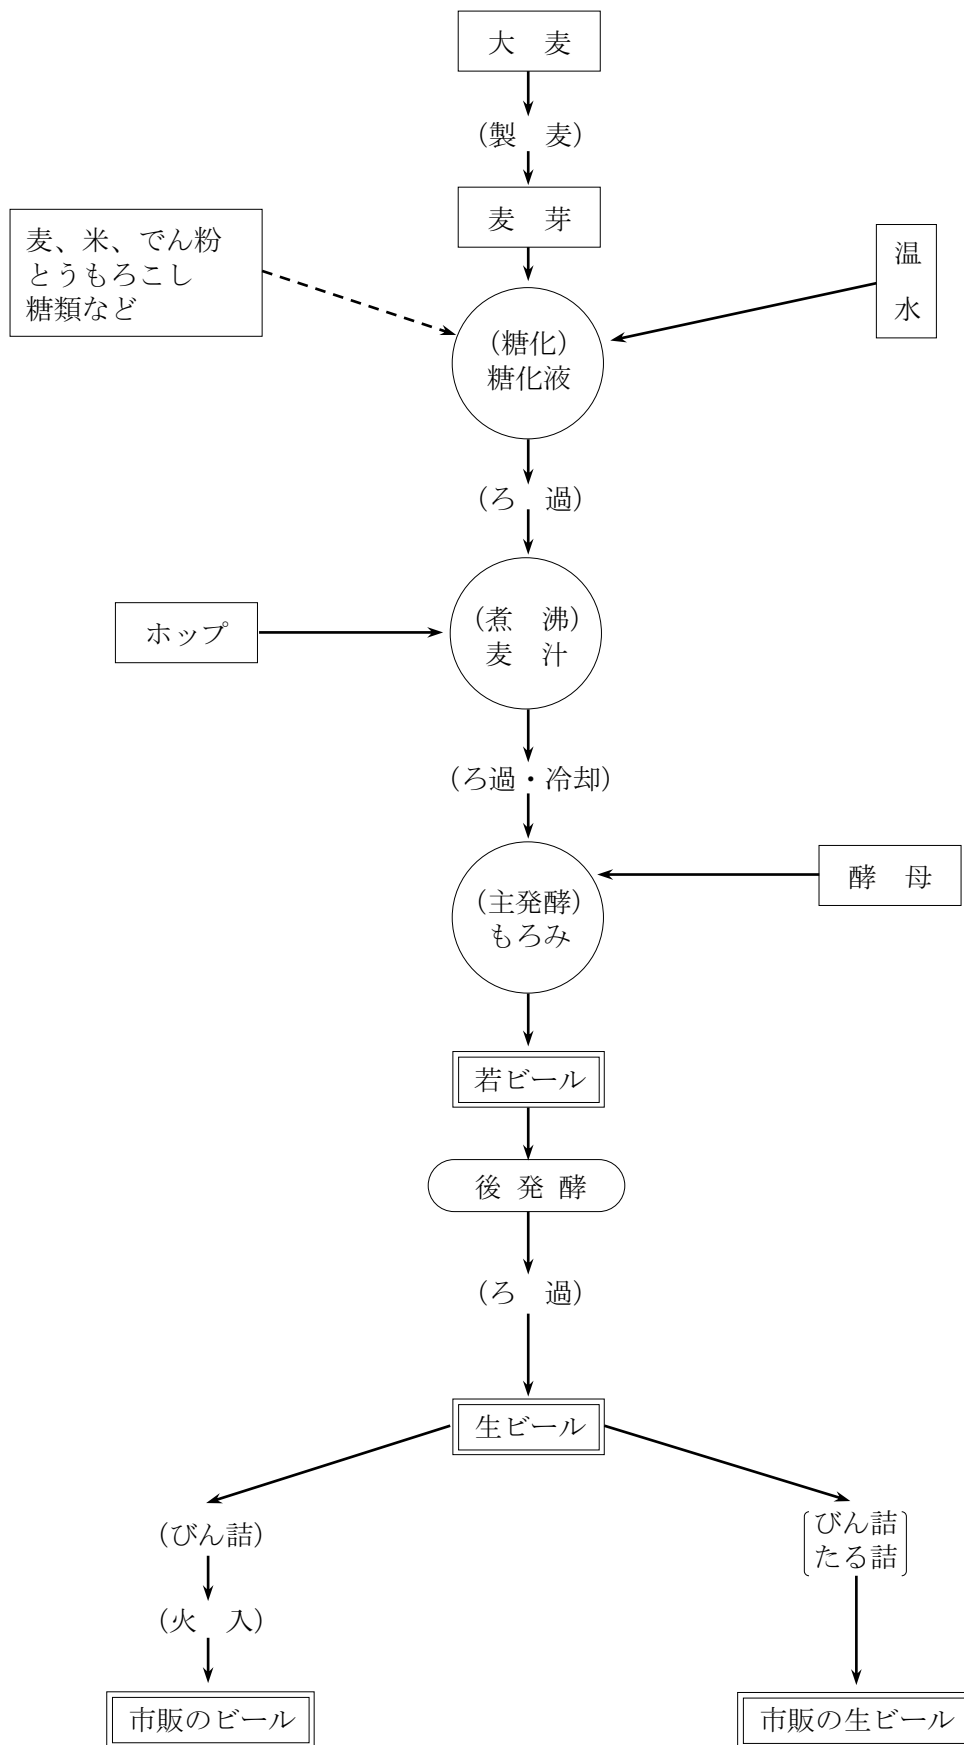 大　麦
（製　麦）
麦　芽
麦、米、でん粉
とうもろこし
糖類など
温
水
（糖化）
糖化液
（ろ　過）
ホップ
（煮　沸）
麦　汁
（ろ過・冷却）
酵　母
（主発酵）
もろみ
若ビール
後 発 酵
（ろ　過）
生ビール
（びん詰）
びん詰
たる詰
（火　入）
市販のビール
市販の生ビール